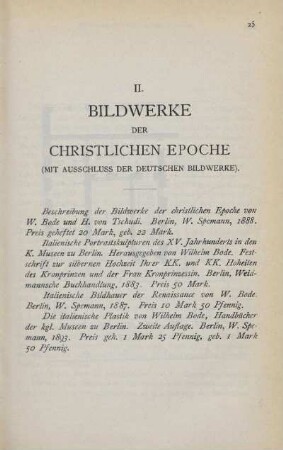 25
II.
BILDWERKE
DER
CHRISTLICHEN EPOCHE
(MIT AUSSCHLUSS DER DEUTSCHEN BILDWERKE).
Beschreibung der Bildwerke der christlichen Epoche von
W. Bode und H. von Tschudi. Berlin, W. Spemann, 1888.
Preis geheftet 20 Mark, geb. 22 Mark.
Italienische Portraitskulpturen des XV. Jahrhunderts in den
K. Museen zu Berlin. Herausgegeben von Wilhelm Bode. Fest-
schrift zur silbernen Hochzeit Ihrer KK. und KK. Hoheiten
des Kronprinzen und der Frau Kronprinzessin. Berlin, Weid-
mannsche Buchhandlung, 1883. Preis 50 Mark.
Italienische Bildhauer der Renaissance von W. Bode.
Berlin, W. Spemann, 1887. Preis 10 Mark 50 Pfennig.
Die italienische Plastik von Wilhelm Bode, Handbücher
der kgl. Museen zu Berlin. Zweite Auflage. Berlin, W. Spe-
mann, 1893. Preis geh. 1 Mark 25 Pfennig, geb. 1 Mark
50 Pfennig.